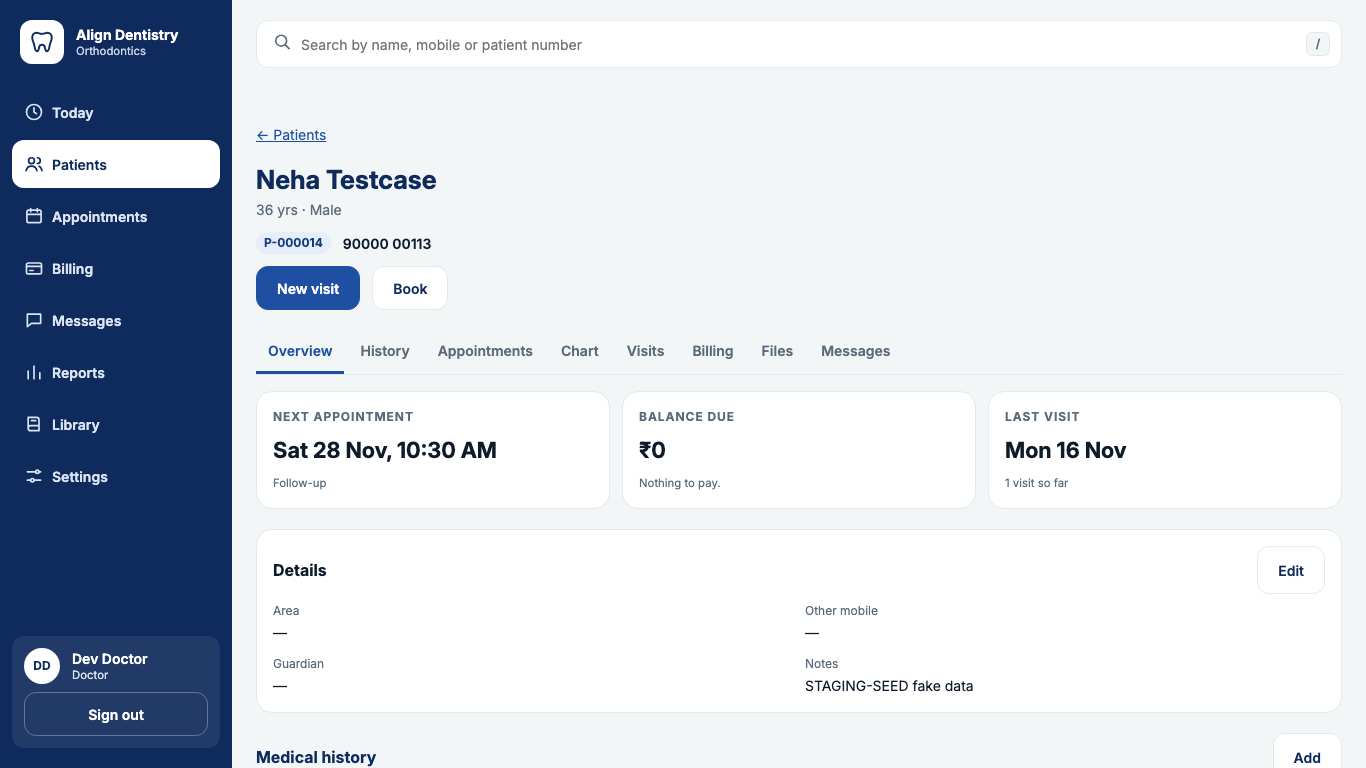 Align Dentistry
Orthodontics
Today
Patients
Appointments
Billing
Messages
Reports
Library
Settings
DD
Dev Doctor
Doctor
Sign out
Search by name, mobile or patient number
/
← Patients
Neha Testcase
36 yrs · Male
P-000014 90000 00113
New visit Book
Overview History Appointments Chart Visits Billing Files Messages
NEXT APPOINTMENT
Sat 28 Nov, 10:30 AM
Follow-up
BALANCE DUE
₹0
Nothing to pay.
LAST VISIT
Mon 16 Nov
1 visit so far
Details
Edit
Area
—
Other mobile
—
Guardian
—
Notes
STAGING-SEED fake data
Medical history
Add